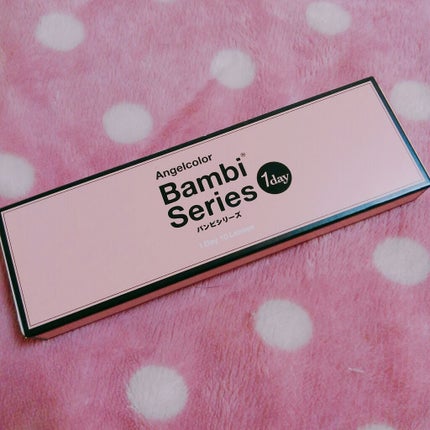 Angelcolor
Bambi®
Series 1day
バンビシリーズ
1 Day 10 Lenses